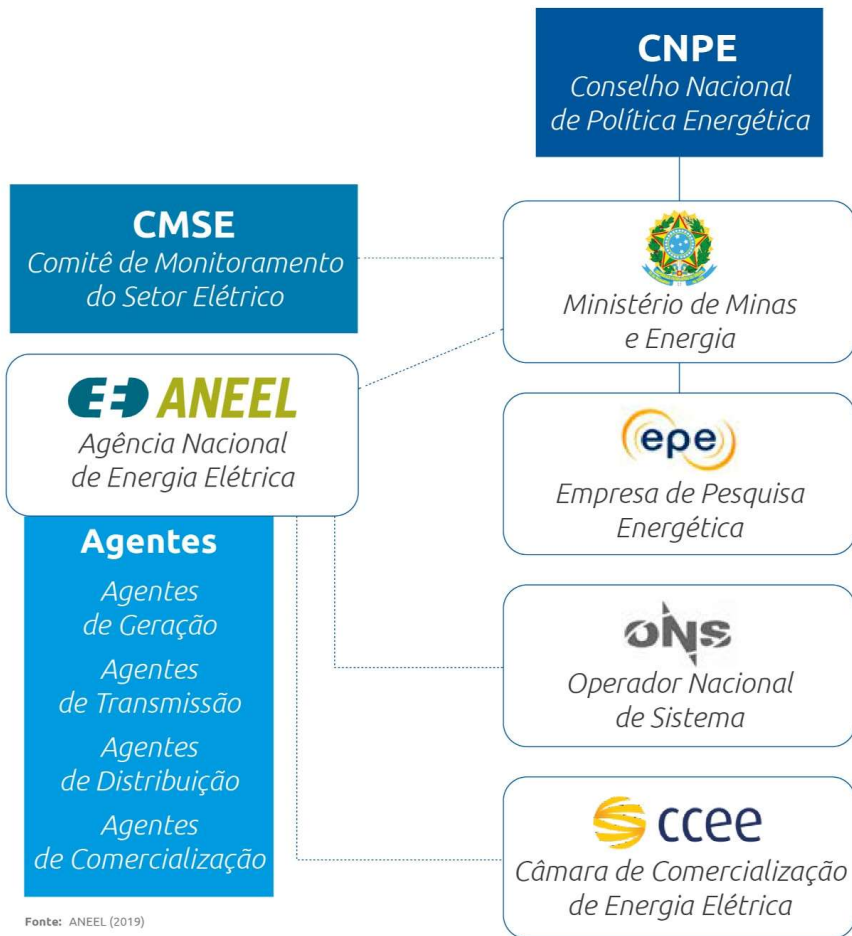 CNPE
Conselho Nacional
de Política Energética
CMSE
Comitê de Monitoramento
do Setor Elétrico
Ministério de Minas
e Energia
ANEEL
Agência Nacional
de Energia Elétrica
epe
Empresa de Pesquisa
Energética
Agentes
Agentes
de Geração
Agentes
de Transmissão
Agentes
de Distribuição
Agentes
de Comercialização
ONS
Operador Nacional
de Sistema
ccee
Câmara de Comercialização
de Energia Elétrica
Fonte: ANEEL (2019)